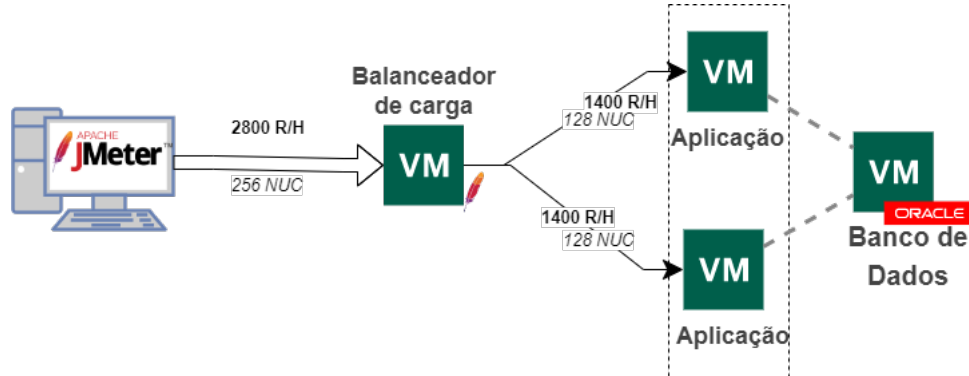 APACHE
JMeter™
2800 R/H
256 NUC
Balanceador
de carga
VM
1400 R/H
128 NUC
VM
Aplicação
1400 R/H
128 NUC
VM
Aplicação
VM
ORACLE
Banco de
Dados